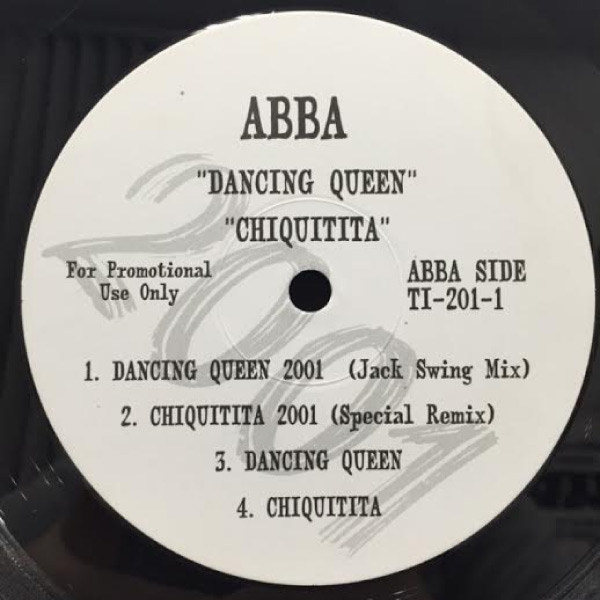 ABBA
"DANCING QUEEN"
"CHIQUITITA"
For Promotional
Use Only
ABBA SIDE
TI-201-1
1. DANCING QUEEN 2001 (Jack Swing Mix)
2. CHIQUITITA 2001 (Special Remix)
3. DANCING QUEEN
4. CHIQUITITA
2001